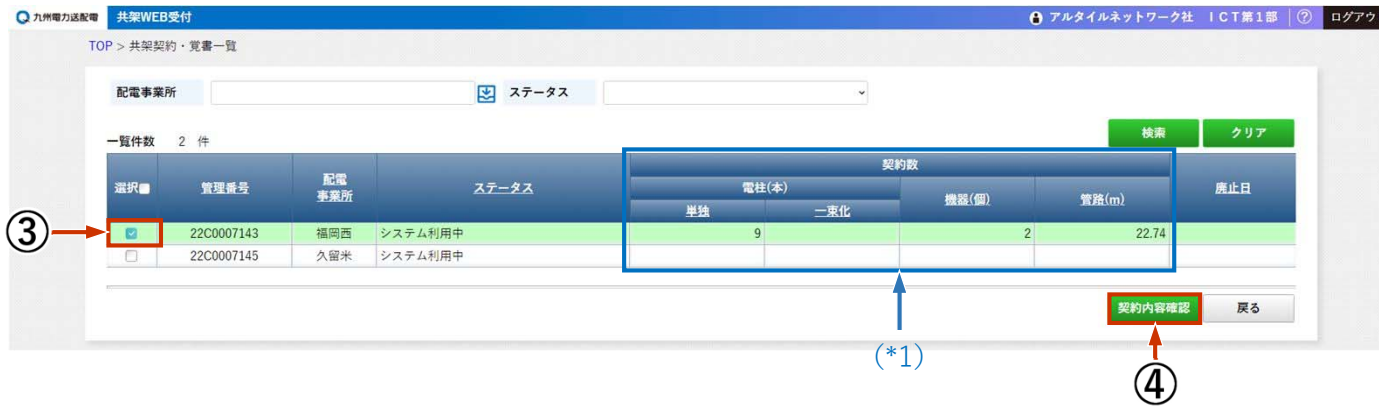 九州電力送配電 共架WEB受付 アルタイルネットワーク社 ICT第1部 ? ログアウ
TOP > 共架契約・覚書一覧
配電事業所 ステータス
一覧件数 2 件 検索 クリア
選択 管理番号 配電事業所 ステータス 契約数 廃止日
電柱(本) 機器(個) 管路(m)
単独 一束化
③ 22C0007143 福岡西 システム利用中 9 2 22.74
22C0007145 久留米 システム利用中
契約内容確認 戻る
(*1)
④